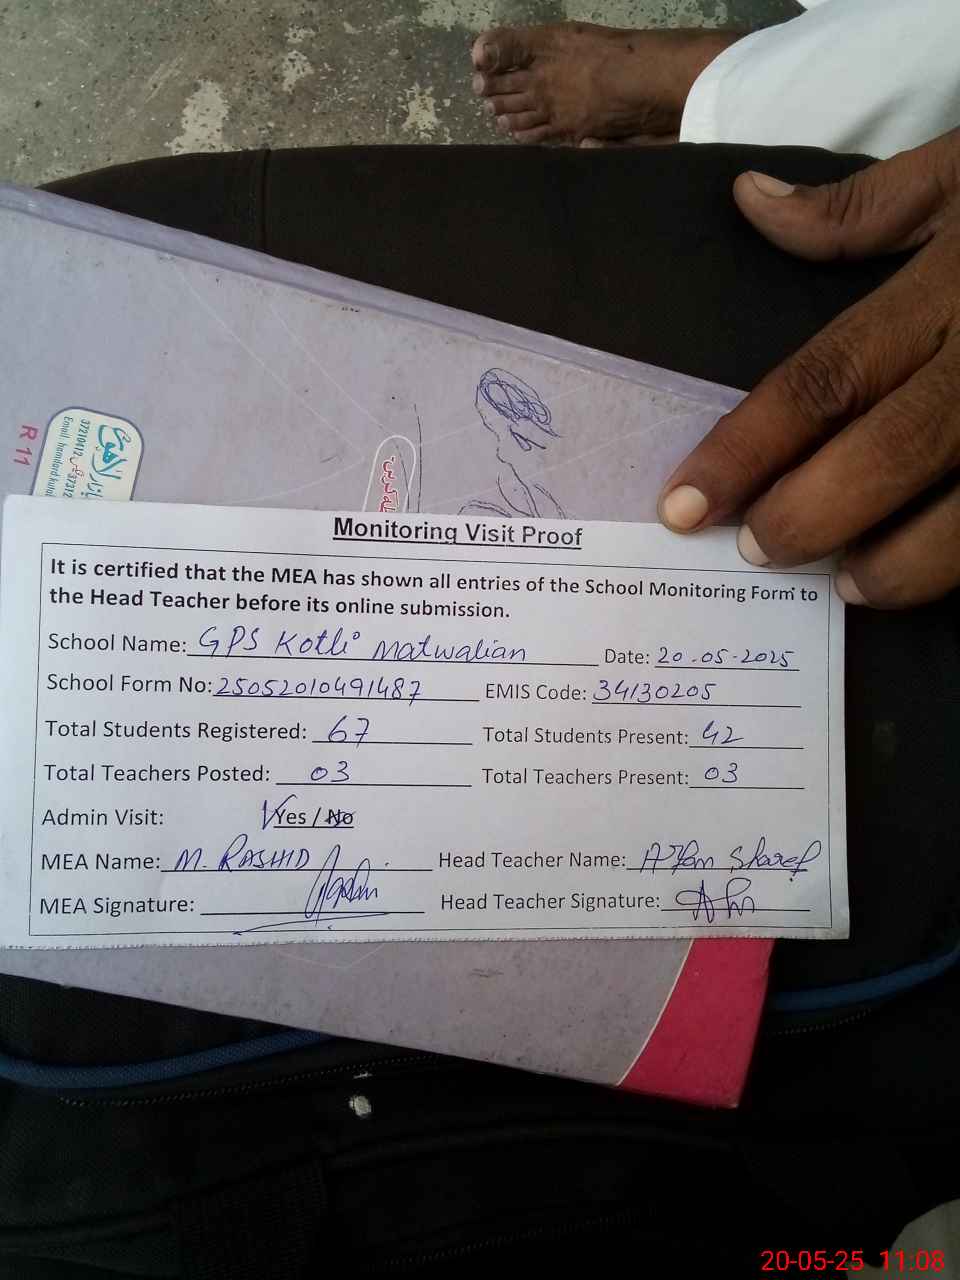 R 11
37210412
Monitoring Visit Proof
It is certified that the MEA has shown all entries of the School Monitoring Form to
the Head Teacher before its online submission.
School Name: GPS Kotli Matwalian Date: 20.05.2025
School Form No: 25052010491487 EMIS Code: 34130205
Total Students Registered: 67 Total Students Present: 42
Total Teachers Posted: 03 Total Teachers Present: 03
Admin Visit: Yes / No
MEA Name: M. RASHID Head Teacher Name: Arfan Sharef
MEA Signature: Head Teacher Signature:
20-05-25 11:08